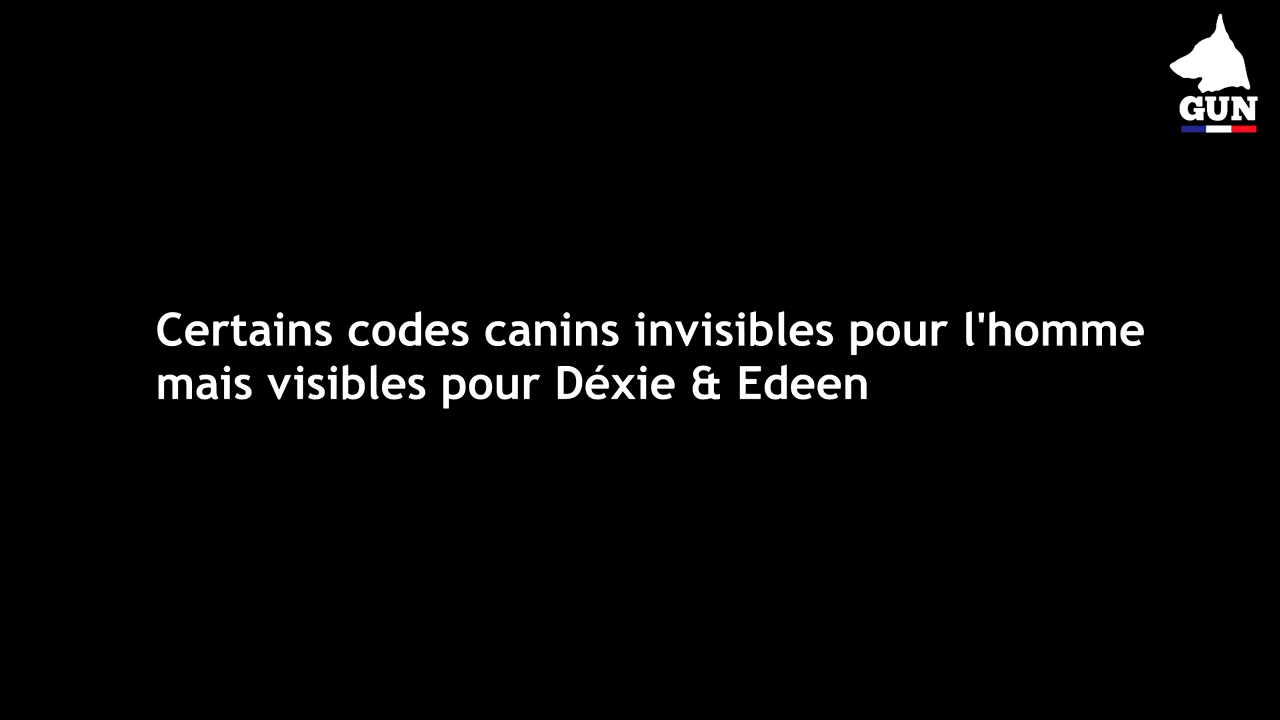 GUN
Certains codes canins invisibles pour l'homme
mais visibles pour Déxie & Edeen